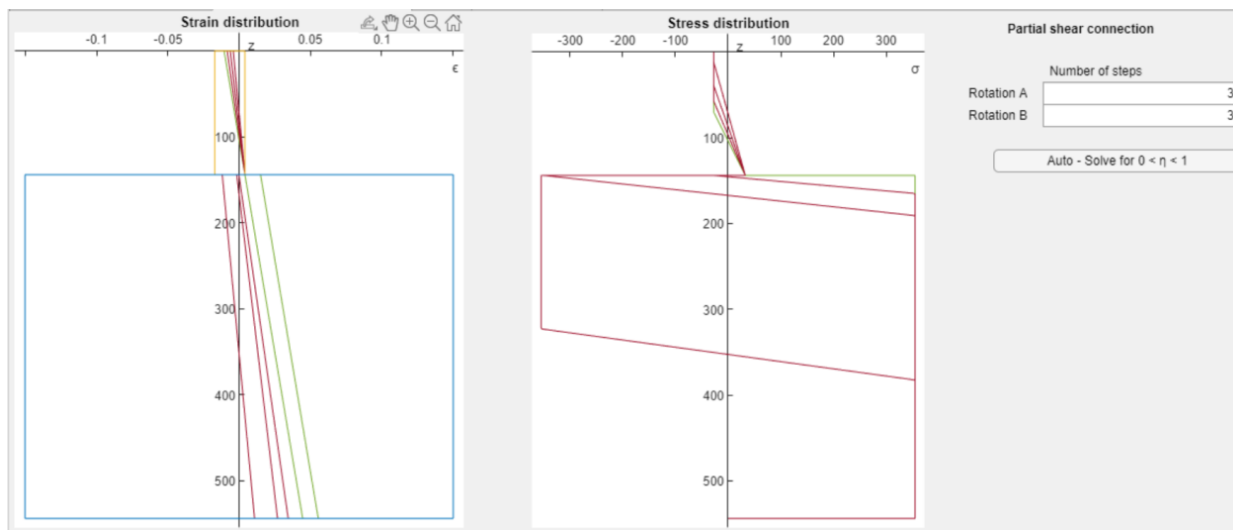 Strain distribution
-0.1 -0.05 0 0.05 0.1
z
ϵ
100
200
300
400
500
Stress distribution
-300 -200 -100 0 100 200 300
z
σ
100
200
300
400
500
Partial shear connection
Number of steps
Rotation A 3
Rotation B 3
Auto - Solve for 0 < η < 1